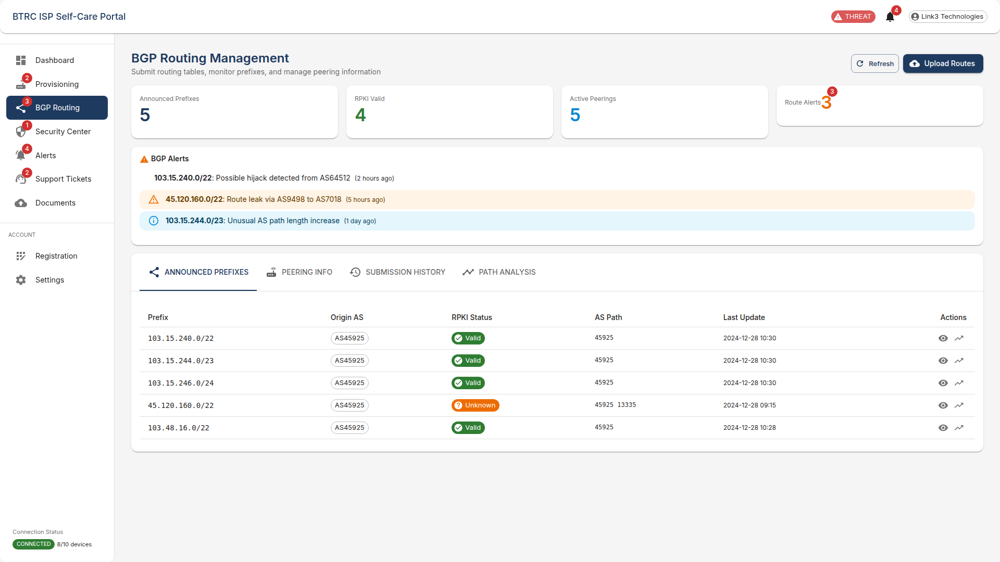 BTRC ISP Self-Care Portal
THREAT
4
Link3 Technologies
Dashboard
2
Provisioning
3
BGP Routing
1
Security Center
4
Alerts
2
Support Tickets
Documents
ACCOUNT
Registration
Settings
Connection Status
CONNECTED 8/10 devices
BGP Routing Management
Submit routing tables, monitor prefixes, and manage peering information
Refresh
Upload Routes
Announced Prefixes
5
RPKI Valid
4
Active Peerings
5
Route Alerts 3
3
BGP Alerts
103.15.240.0/22: Possible hijack detected from AS64512 (2 hours ago)
45.120.160.0/22: Route leak via AS9498 to AS7018 (5 hours ago)
103.15.244.0/23: Unusual AS path length increase (1 day ago)
ANNOUNCED PREFIXES PEERING INFO SUBMISSION HISTORY PATH ANALYSIS
Prefix Origin AS RPKI Status AS Path Last Update Actions
103.15.240.0/22 AS45925 Valid 45925 2024-12-28 10:30
103.15.244.0/23 AS45925 Valid 45925 2024-12-28 10:30
103.15.246.0/24 AS45925 Valid 45925 2024-12-28 10:30
45.120.160.0/22 AS45925 Unknown 45925 13335 2024-12-28 09:15
103.48.16.0/22 AS45925 Valid 45925 2024-12-28 10:28